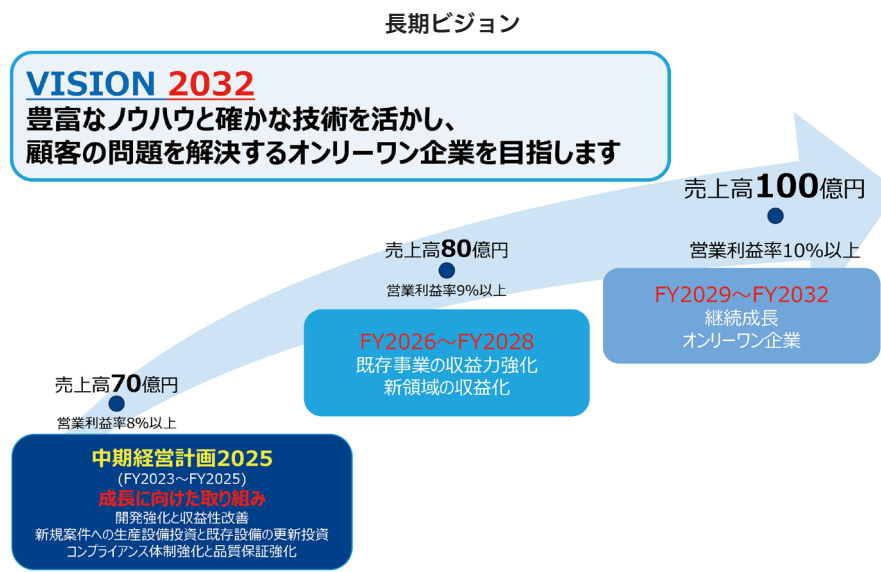 長期ビジョン
VISION 2032
豊富なノウハウと確かな技術を活かし、
顧客の問題を解決するオンリーワン企業を目指します
売上高100億円
営業利益率10%以上
FY2029～FY2032
継続成長
オンリーワン企業
売上高80億円
営業利益率9%以上
FY2026～FY2028
既存事業の収益力強化
新領域の収益化
売上高70億円
営業利益率8%以上
中期経営計画2025
(FY2023～FY2025)
成長に向けた取り組み
開発強化と収益性改善
新規案件への生産設備投資と既存設備の更新投資
コンプライアンス体制強化と品質保証強化